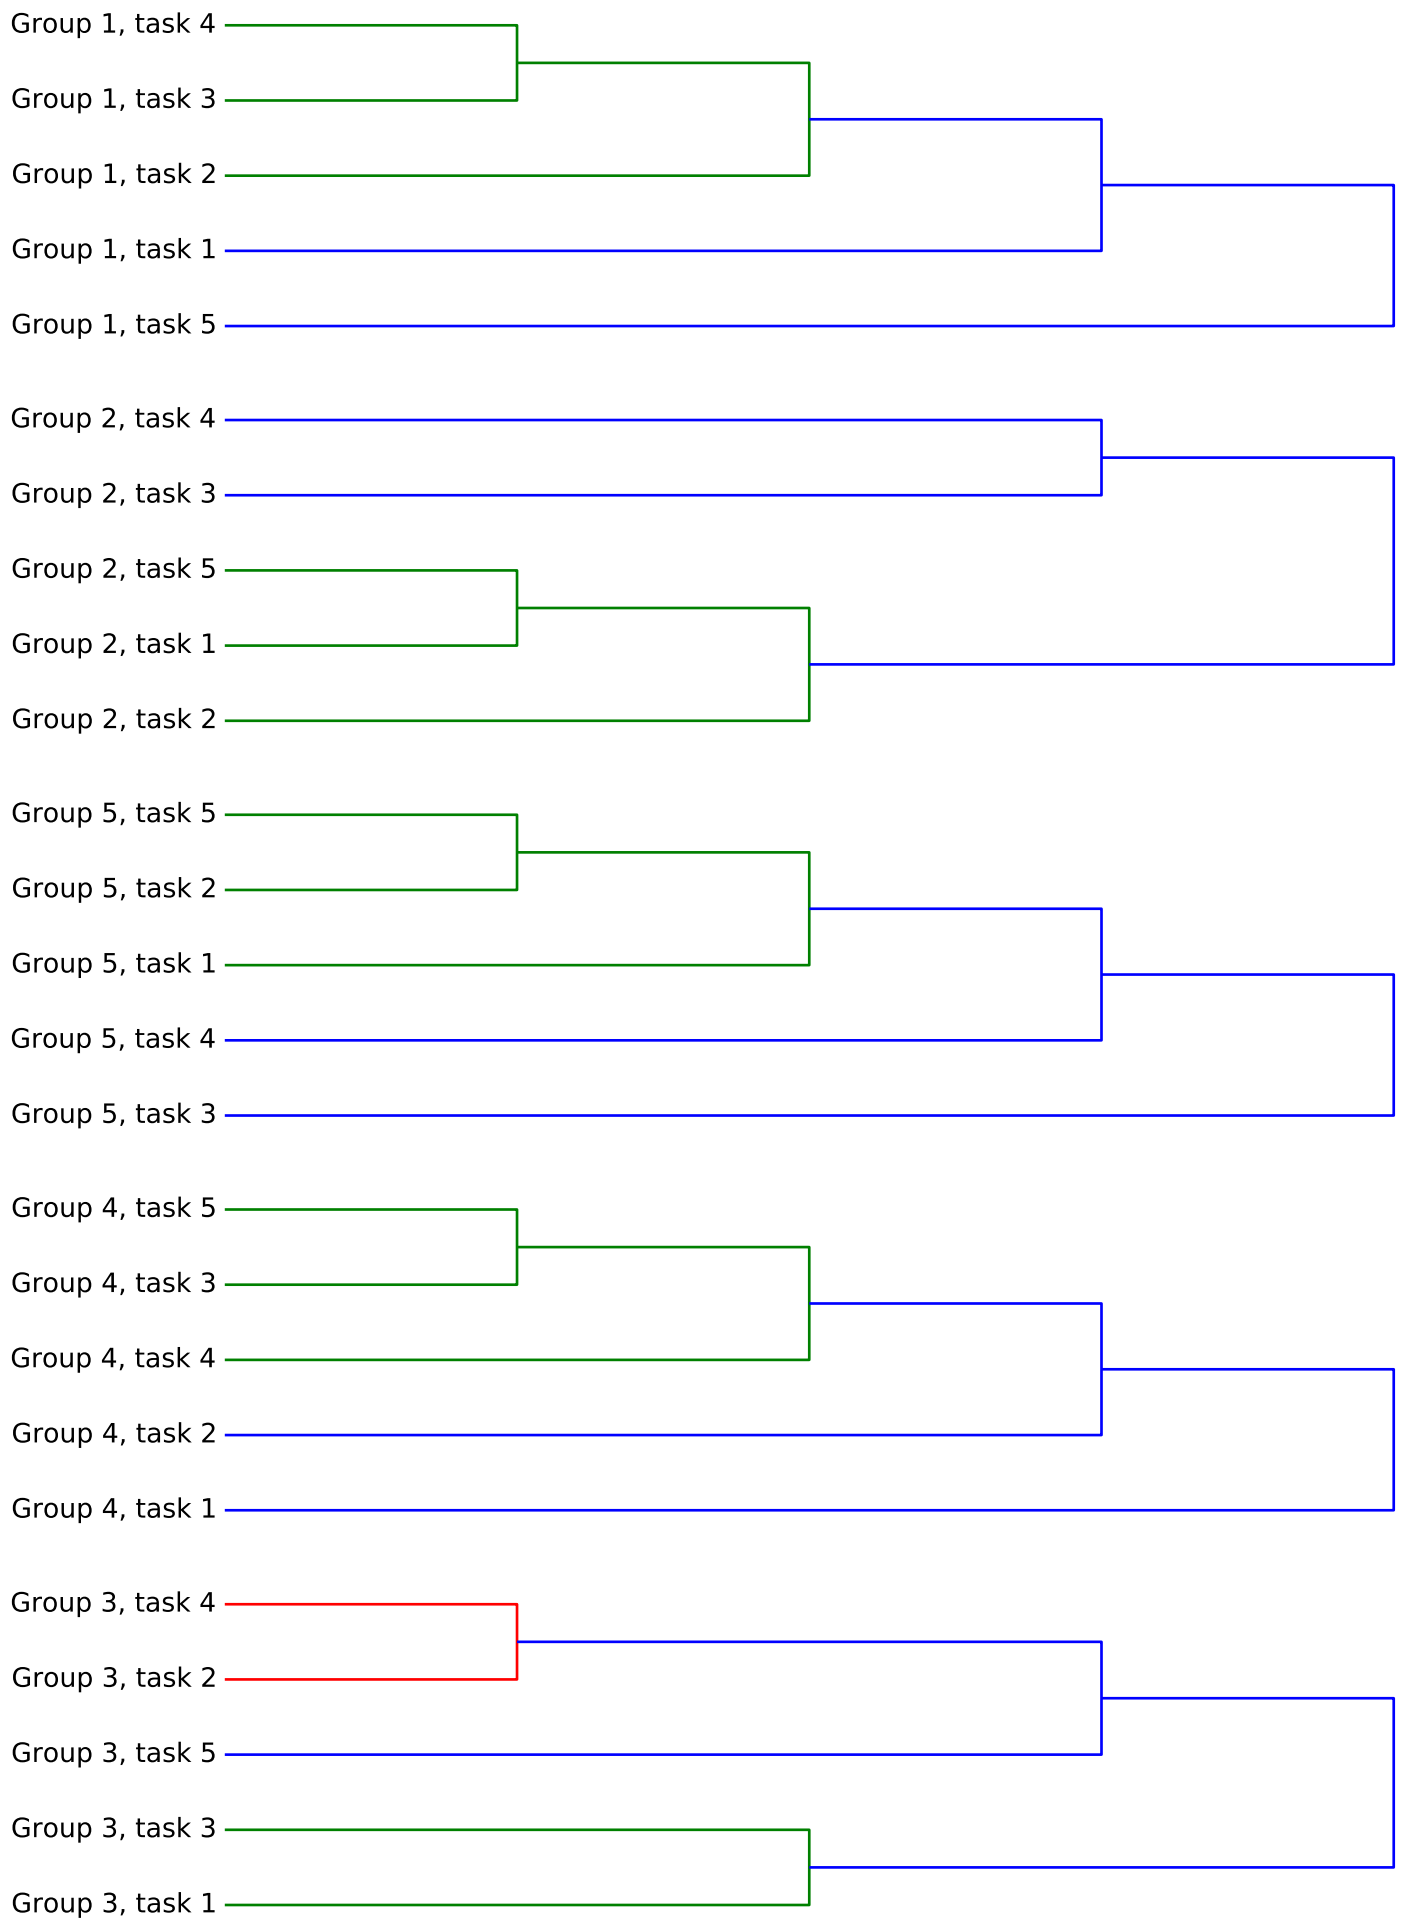 Group 1, task 4
Group 1, task 3
Group 1, task 2
Group 1, task 1
Group 1, task 5
Group 2, task 4
Group 2, task 3
Group 2, task 5
Group 2, task 1
Group 2, task 2
Group 5, task 5
Group 5, task 2
Group 5, task 1
Group 5, task 4
Group 5, task 3
Group 4, task 5
Group 4, task 3
Group 4, task 4
Group 4, task 2
Group 4, task 1
Group 3, task 4
Group 3, task 2
Group 3, task 5
Group 3, task 3
Group 3, task 1